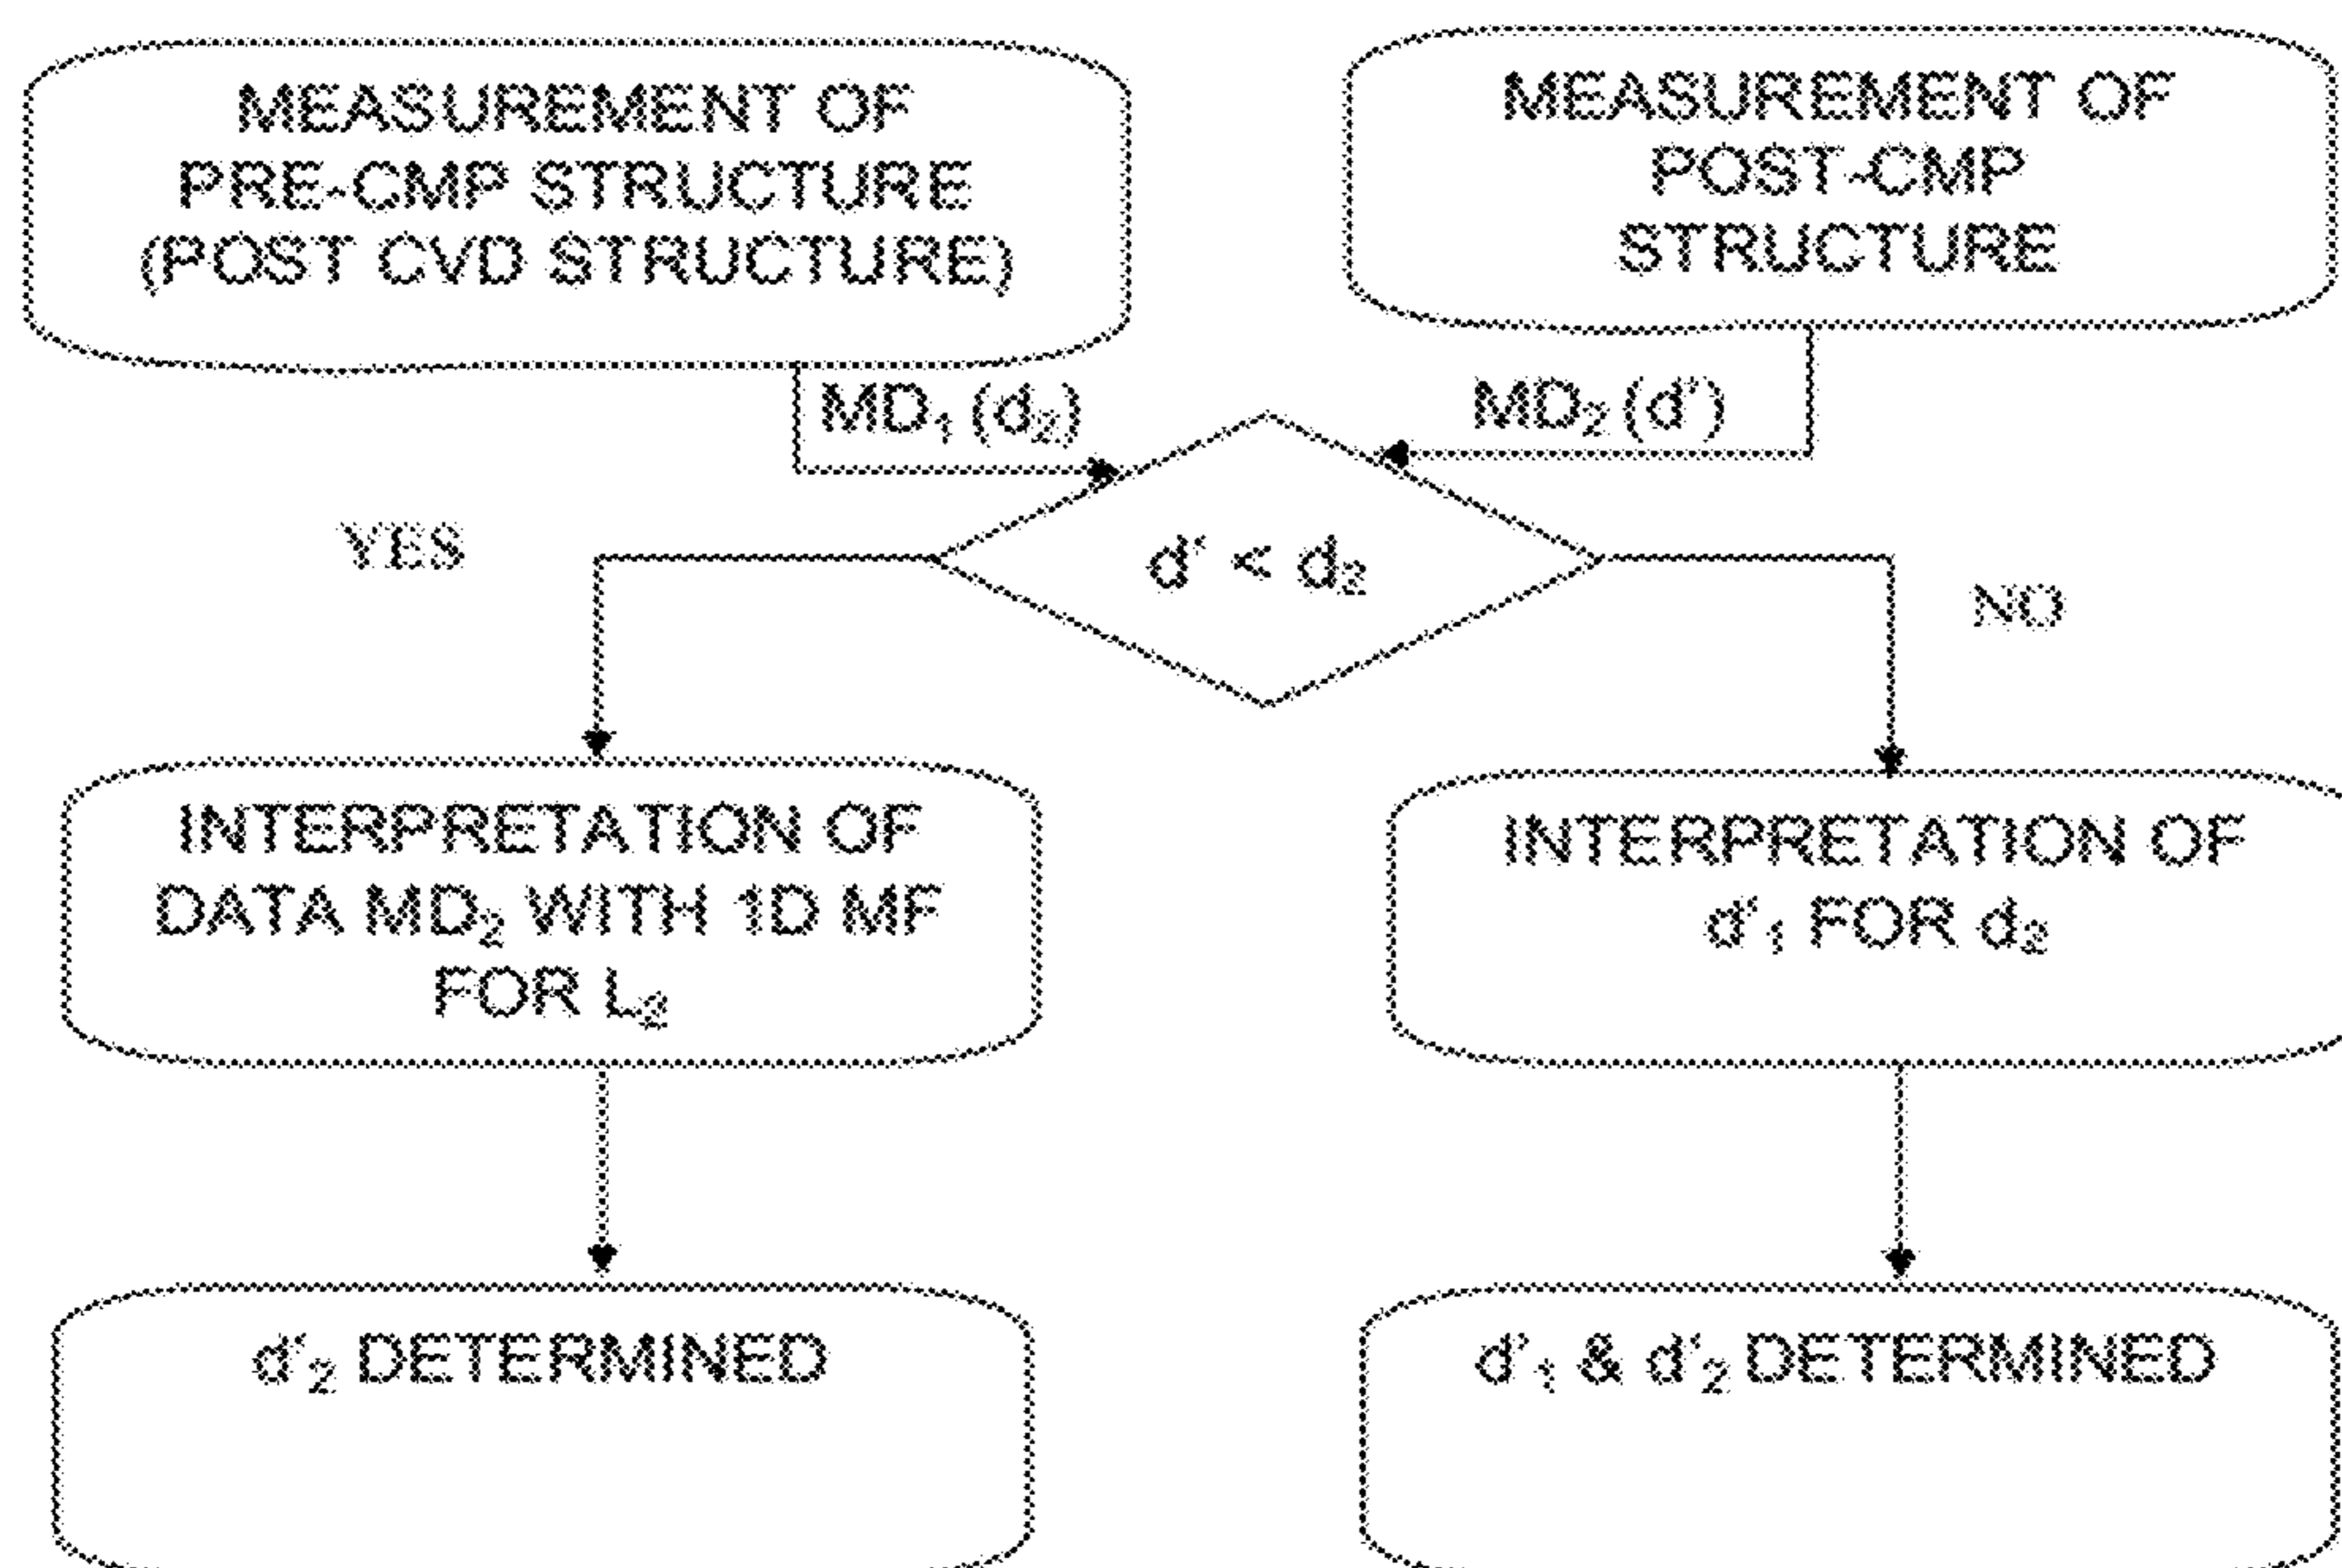 MEASUREMENT OF
PRE-CMP STRUCTURE
(POST CVD STRUCTURE)
MEASUREMENT OF
POST-CMP
STRUCTURE
MD₁ (d₂)
MD₂ (d')
YES
d' < d₂
NO
INTERPRETATION OF
DATA MD₂ WITH 1D MF
FOR L₂
INTERPRETATION OF
d'₁ FOR d₂
d'₂ DETERMINED
d'₁ & d'₂ DETERMINED